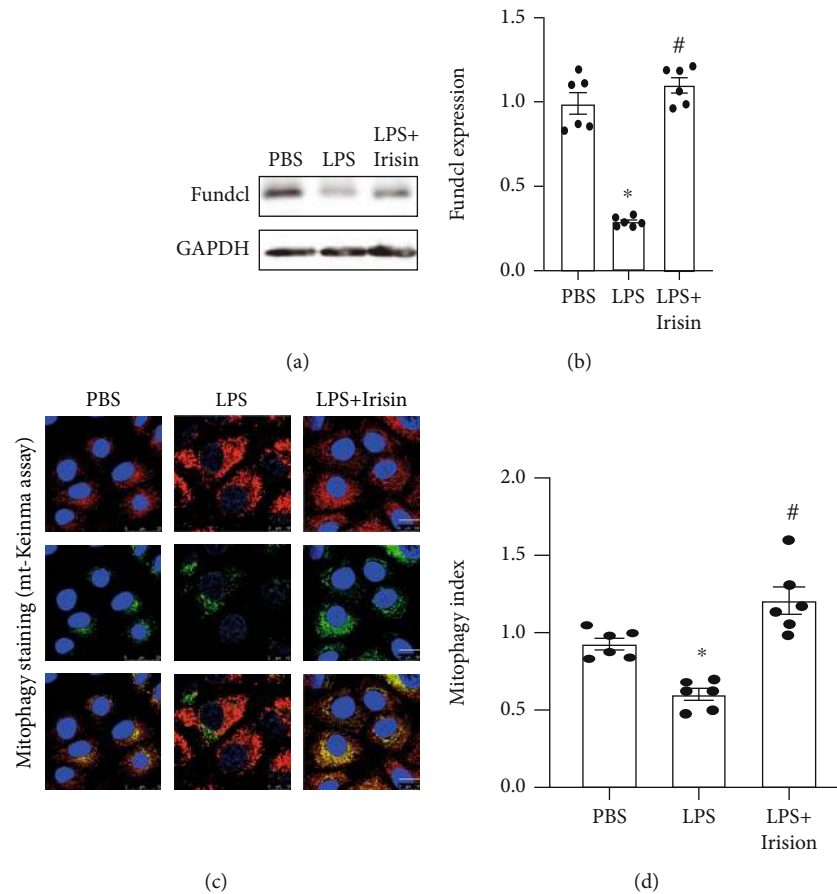 PBS LPS LPS+
Irisin
Fundcl
GAPDH
(a)
Fundcl expression
1.5
1.0
0.5
0.0
*
#
PBS LPS LPS+
Irisin
(b)
PBS LPS LPS+Irisin
Mitophagy staining (mt-Keinma assay)
(c)
Mitophagy index
2.0
1.5
1.0
0.5
0.0
*
#
PBS LPS LPS+
Irision
(d)